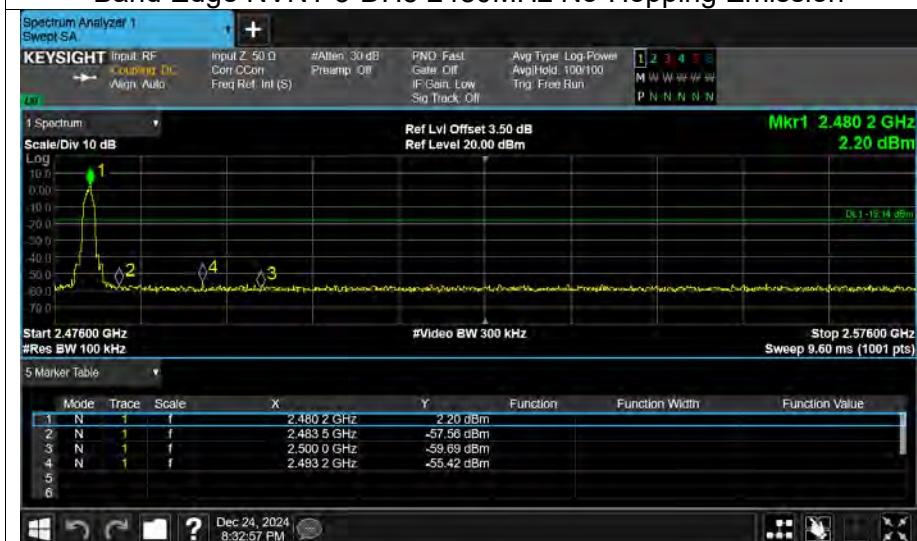 Band Edge NVNT 3-DH5 2480MHz No-Hopping Emission
Spectrum Analyzer 1
Swept SA
+
KEYSIGHT Input: RF Input Z: 50 Ω #Atten: 30 dB PNO: Fast Avg Type: Log-Power 1 2 3 4 5 6
Coupling: DC Corr CCorr Preamp: Off Gate: Off Avg|Hold: 100/100 M W W W W W
Align: Auto Freq Ref: Int (S) IF Gain: Low Trig: Free Run
Sig Track: Off P N N N N N
1 Spectrum
Ref Lvl Offset 3.50 dB Mkr1 2.480 2 GHz
Scale/Div 10 dB Ref Level 20.00 dBm 2.20 dBm
Log
10.0 1
0.00
-10.0
DL1 -18.14 dBm
-20.0
-30.0
-40.0
-50.0 2 4 3
-60.0
-70.0
Start 2.47600 GHz #Video BW 300 kHz Stop 2.57600 GHz
#Res BW 100 kHz Sweep 9.60 ms (1001 pts)
5 Marker Table
Mode Trace Scale X Y Function Function Width Function Value
1 N 1 f 2.480 2 GHz 2.20 dBm
2 N 1 f 2.483 5 GHz -57.56 dBm
3 N 1 f 2.500 0 GHz -59.69 dBm
4 N 1 f 2.493 2 GHz -55.42 dBm
5
6
? Dec 24, 2024
8:32:57 PM